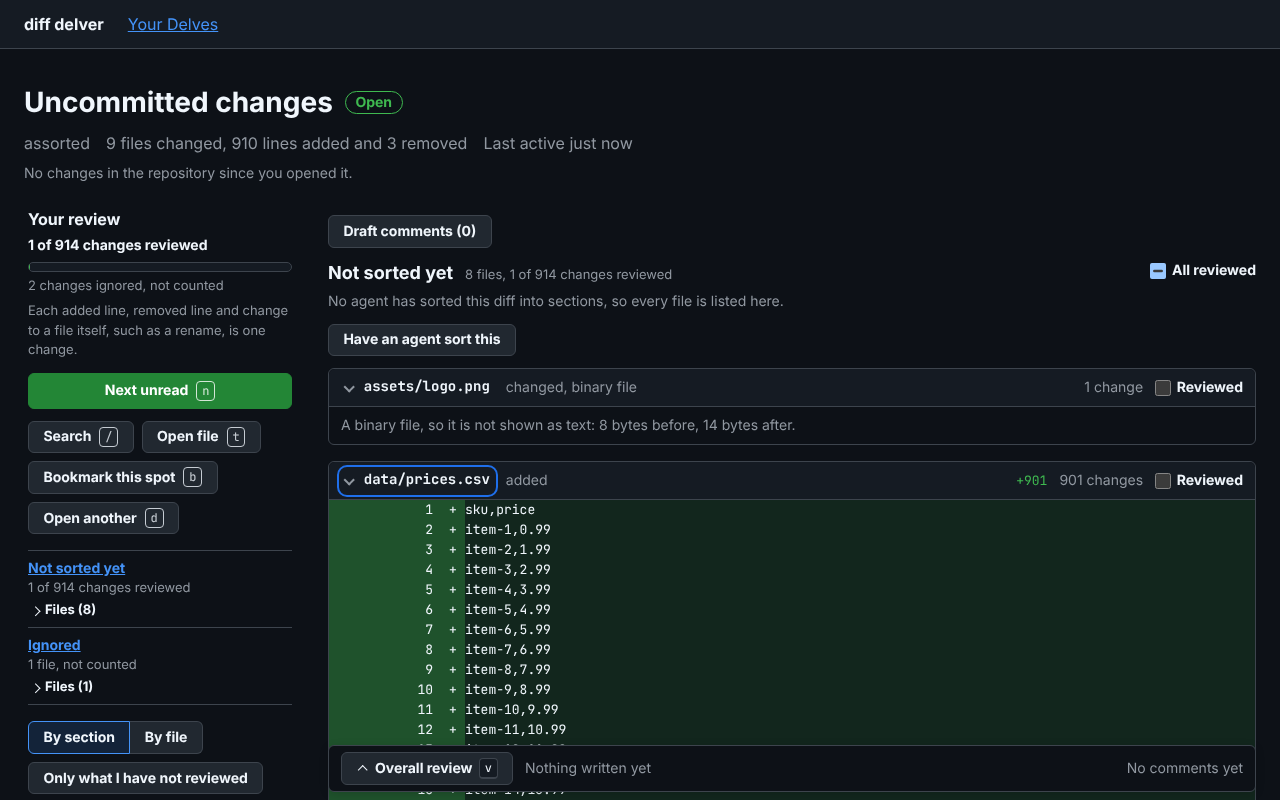 diff delver Your Delves
Uncommitted changes Open
assorted 9 files changed, 910 lines added and 3 removed Last active just now
No changes in the repository since you opened it.
Your review
1 of 914 changes reviewed
2 changes ignored, not counted
Each added line, removed line and change
to a file itself, such as a rename, is one
change.
Next unread n
Search / Open file t
Bookmark this spot b
Open another d
Not sorted yet
1 of 914 changes reviewed
Files (8)
Ignored
1 file, not counted
Files (1)
By section By file
Only what I have not reviewed
Draft comments (0)
Not sorted yet 8 files, 1 of 914 changes reviewed All reviewed
No agent has sorted this diff into sections, so every file is listed here.
Have an agent sort this
assets/logo.png changed, binary file 1 change Reviewed
A binary file, so it is not shown as text: 8 bytes before, 14 bytes after.
data/prices.csv added +901 901 changes Reviewed
1 + sku,price
2 + item-1,0.99
3 + item-2,1.99
4 + item-3,2.99
5 + item-4,3.99
6 + item-5,4.99
7 + item-6,5.99
8 + item-7,6.99
9 + item-8,7.99
10 + item-9,8.99
11 + item-10,9.99
12 + item-11,10.99
Overall review v Nothing written yet No comments yet